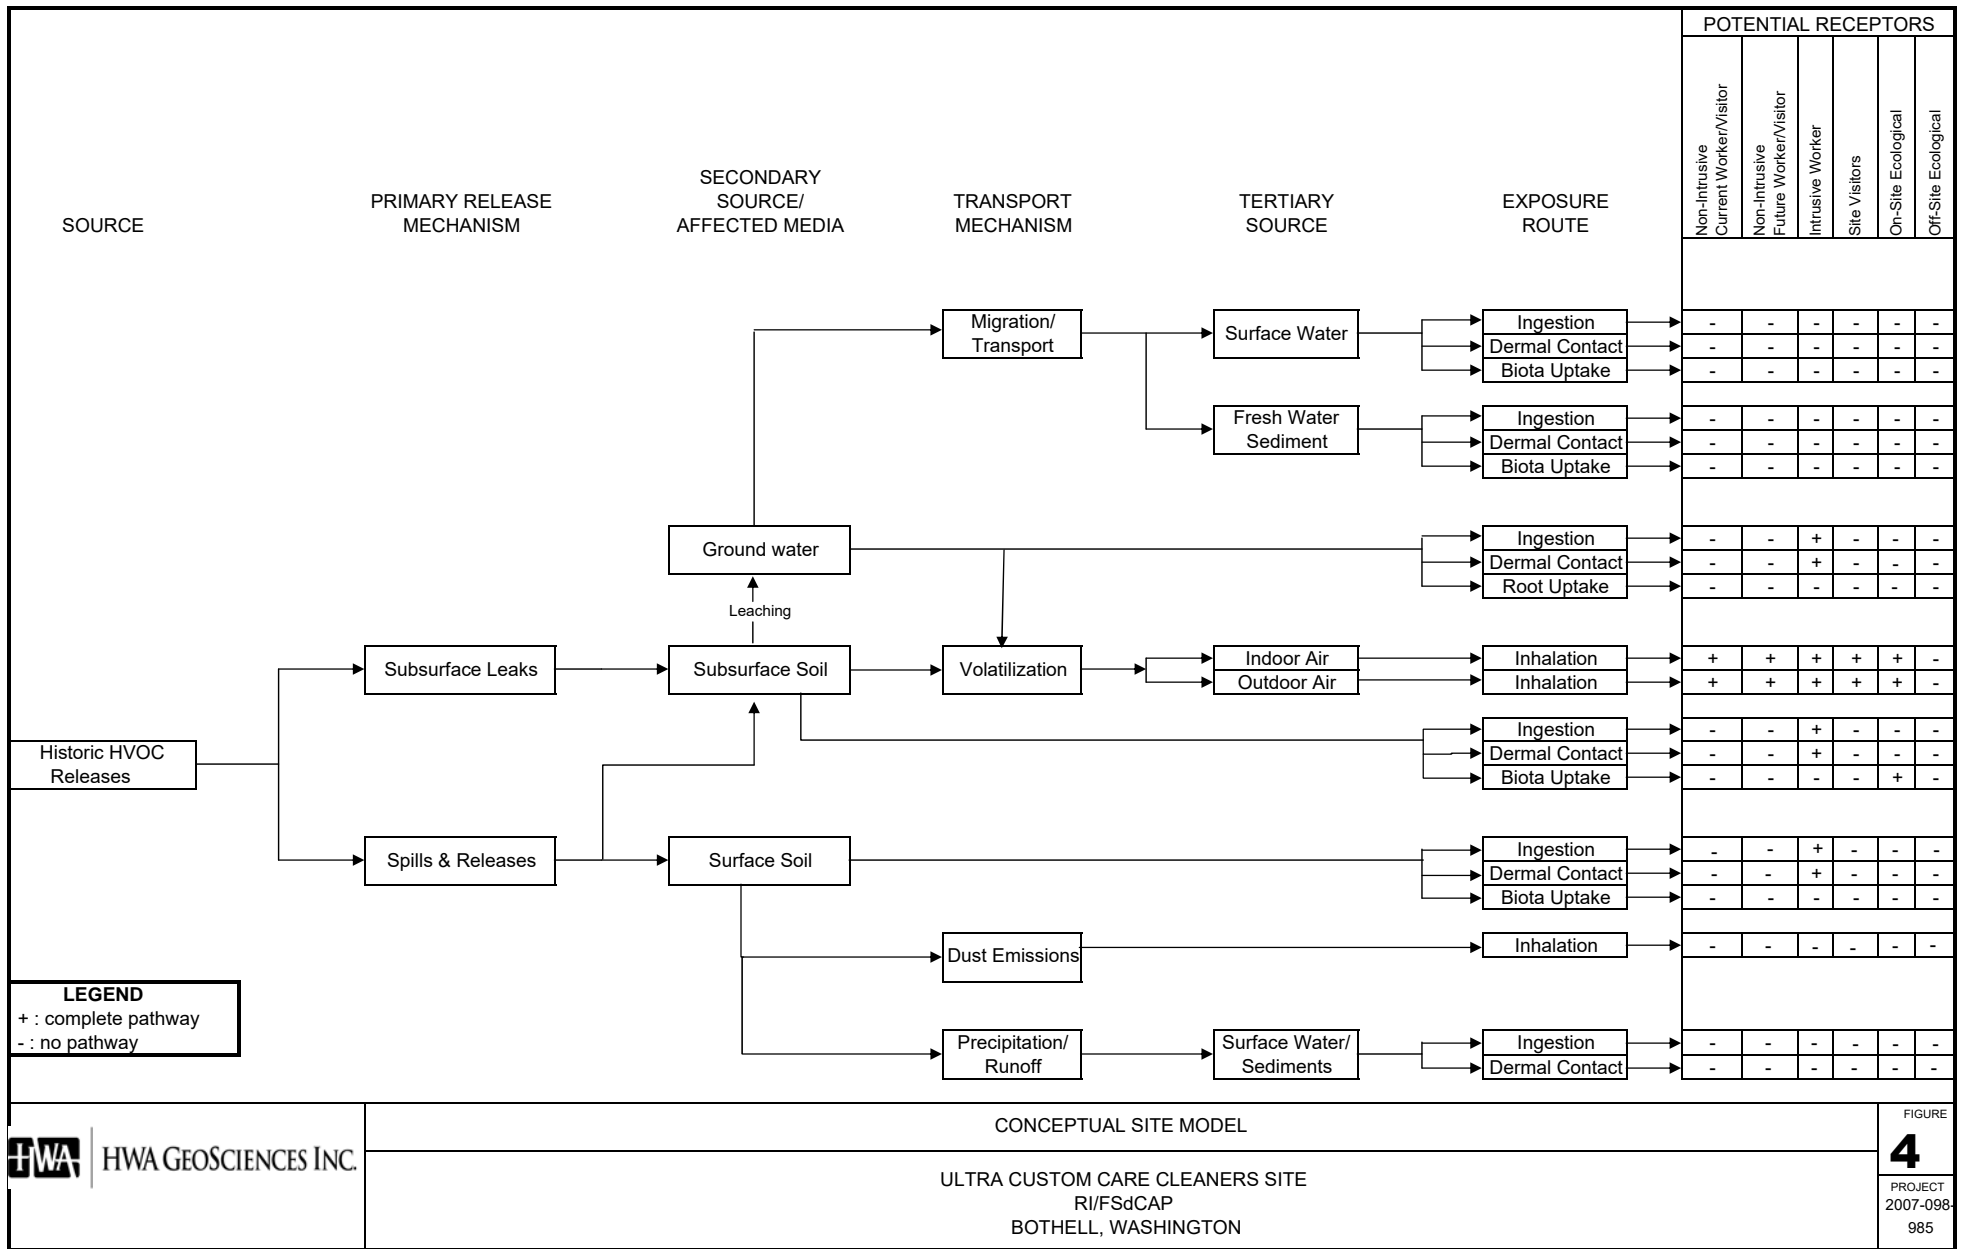 POTENTIAL RECEPTORS
Non-Intrusive
Current Worker/Visitor
Non-Intrusive
Future Worker/Visitor
Intrusive Worker
Site Visitors
On-Site Ecological
Off-Site Ecological
SOURCE
PRIMARY RELEASE
MECHANISM
SECONDARY
SOURCE/
AFFECTED MEDIA
TRANSPORT
MECHANISM
TERTIARY
SOURCE
EXPOSURE
ROUTE
Migration/
Transport
Surface Water
Ingestion - - - - - -
Dermal Contact - - - - - -
Biota Uptake - - - - - -
Fresh Water
Sediment
Ingestion - - - - - -
Dermal Contact - - - - - -
Biota Uptake - - - - - -
Ground water
Ingestion - - + - - -
Dermal Contact - - + - - -
Root Uptake - - - - - -
Leaching
Subsurface Leaks
Subsurface Soil
Volatilization
Indoor Air Inhalation + + + + + -
Outdoor Air Inhalation + + + + + -
Ingestion - - + - - -
Dermal Contact - - + - - -
Biota Uptake - - - - + -
Historic HVOC
Releases
Spills & Releases
Surface Soil
Ingestion - - + - - -
Dermal Contact - - + - - -
Biota Uptake - - - - - -
Dust Emissions
Inhalation - - - - - -
Precipitation/
Runoff
Surface Water/
Sediments
Ingestion - - - - - -
Dermal Contact - - - - - -
LEGEND
+ : complete pathway
- : no pathway
HWA
HWA GEOSCIENCES INC.
CONCEPTUAL SITE MODEL
ULTRA CUSTOM CARE CLEANERS SITE
RI/FSdCAP
BOTHELL, WASHINGTON
FIGURE
4
PROJECT
2007-098-
985